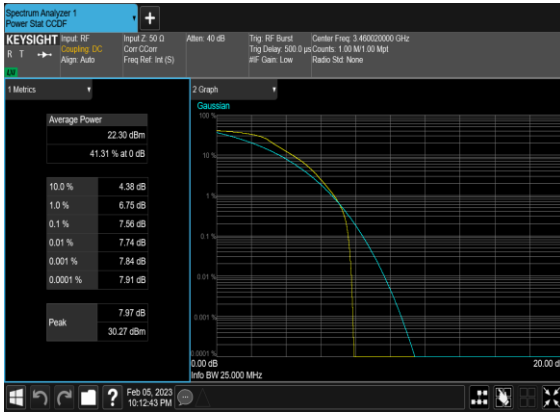 Spectrum Analyzer 1
Power Stat CCDF
+
KEYSIGHT
R T
LV
Input: RF
Coupling: DC
Align: Auto
Input Z: 50 Ω
Corr CCorr
Freq Ref: Int (S)
Atten: 40 dB
Trig: RF Burst
Trig Delay: 500.0 µs
#IF Gain: Low
Center Freq: 3.460020000 GHz
Counts: 1.00 M/1.00 Mpt
Radio Std: None
1 Metrics
Average Power
22.30 dBm
41.31 % at 0 dB
10.0 % 4.38 dB
1.0 % 6.75 dB
0.1 % 7.56 dB
0.01 % 7.74 dB
0.001 % 7.84 dB
0.0001 % 7.91 dB
Peak
7.97 dB
30.27 dBm
2 Graph
Gaussian
100 %
10 %
1 %
0.1 %
0.01 %
0.001 %
0.0001 %
0.00 dB
20.00 d
Info BW 25.000 MHz
?
Feb 05, 2023
10:12:43 PM